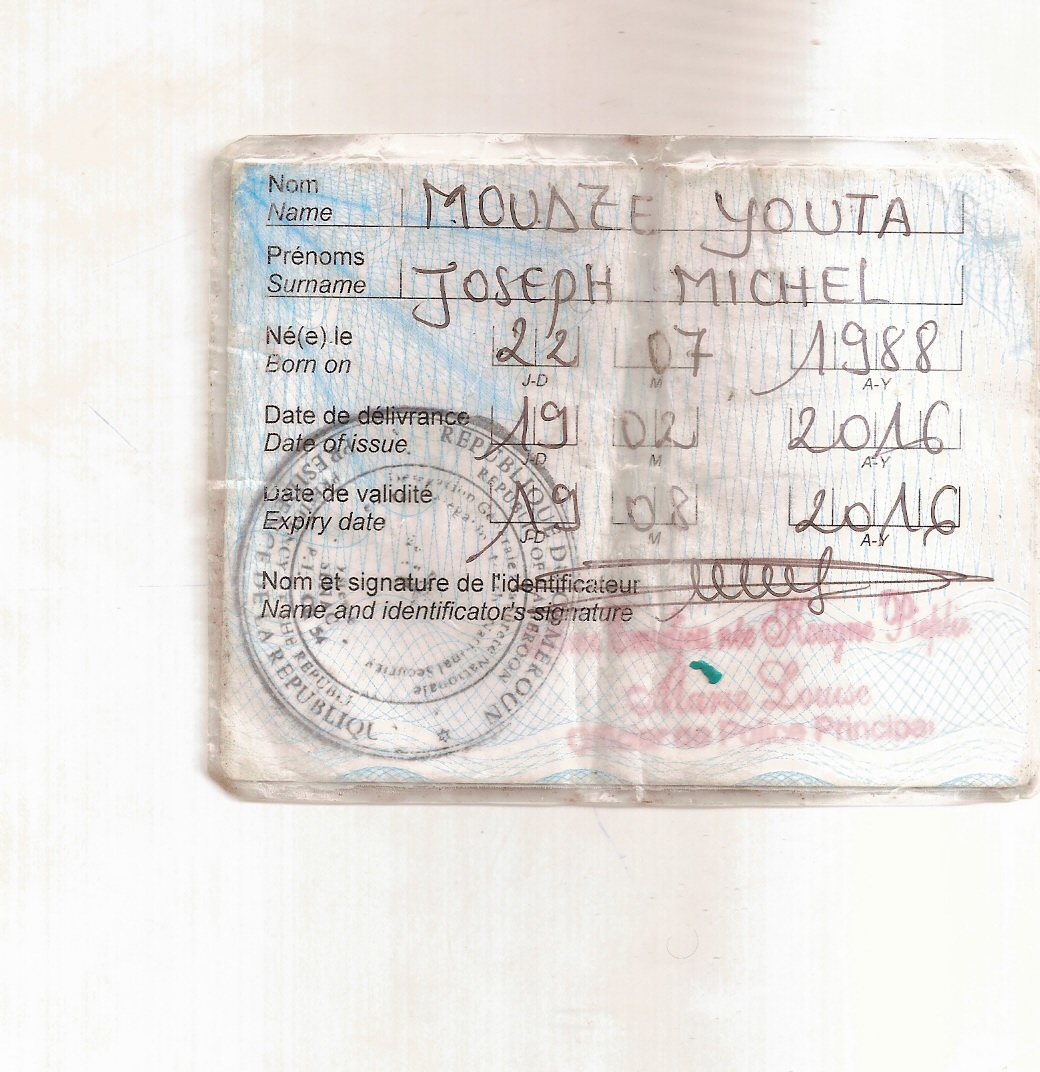 Nom
Name
MOUDZE YOUTA
Prénoms
Surname
JOSEPH MICHEL
Né(e) le
Born on
22 07 1988
J-D M A-Y
Date de délivrance
Date of issue
19 02 2016
J-D M A-Y
Date de validité
Expiry date
19 08 2016
J-D M A-Y
Nom et signature de l'identificateur
Name and identificator's signature
REPUBLIQUE DU CAMEROUN
Marie Louise
Officier de Police Principal